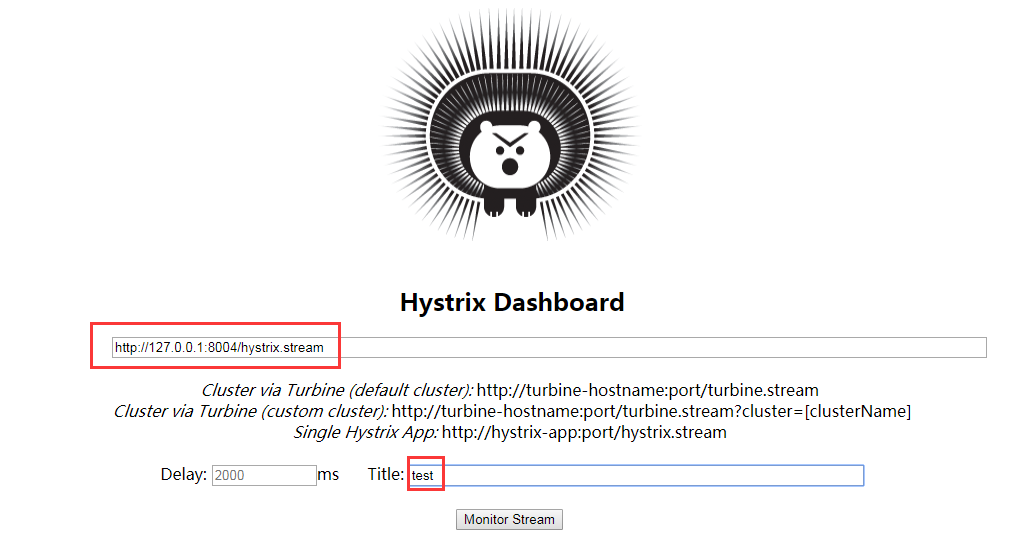 Hystrix Dashboard
http://127.0.0.1:8004/hystrix.stream
Cluster via Turbine (default cluster): http://turbine-hostname:port/turbine.stream
Cluster via Turbine (custom cluster): http://turbine-hostname:port/turbine.stream?cluster=[clusterName]
Single Hystrix App: http://hystrix-app:port/hystrix.stream
Delay: 2000 ms Title: test
Monitor Stream